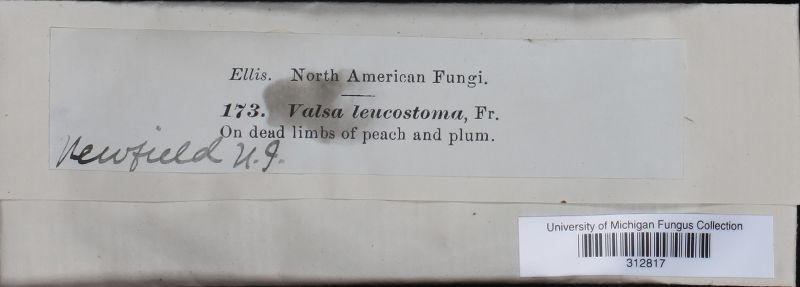 Ellis. North American Fungi.
173. Valsa leucostoma, Fr.
On dead limbs of peach and plum.
Newfield N.J.
University of Michigan Fungus Collection
312817